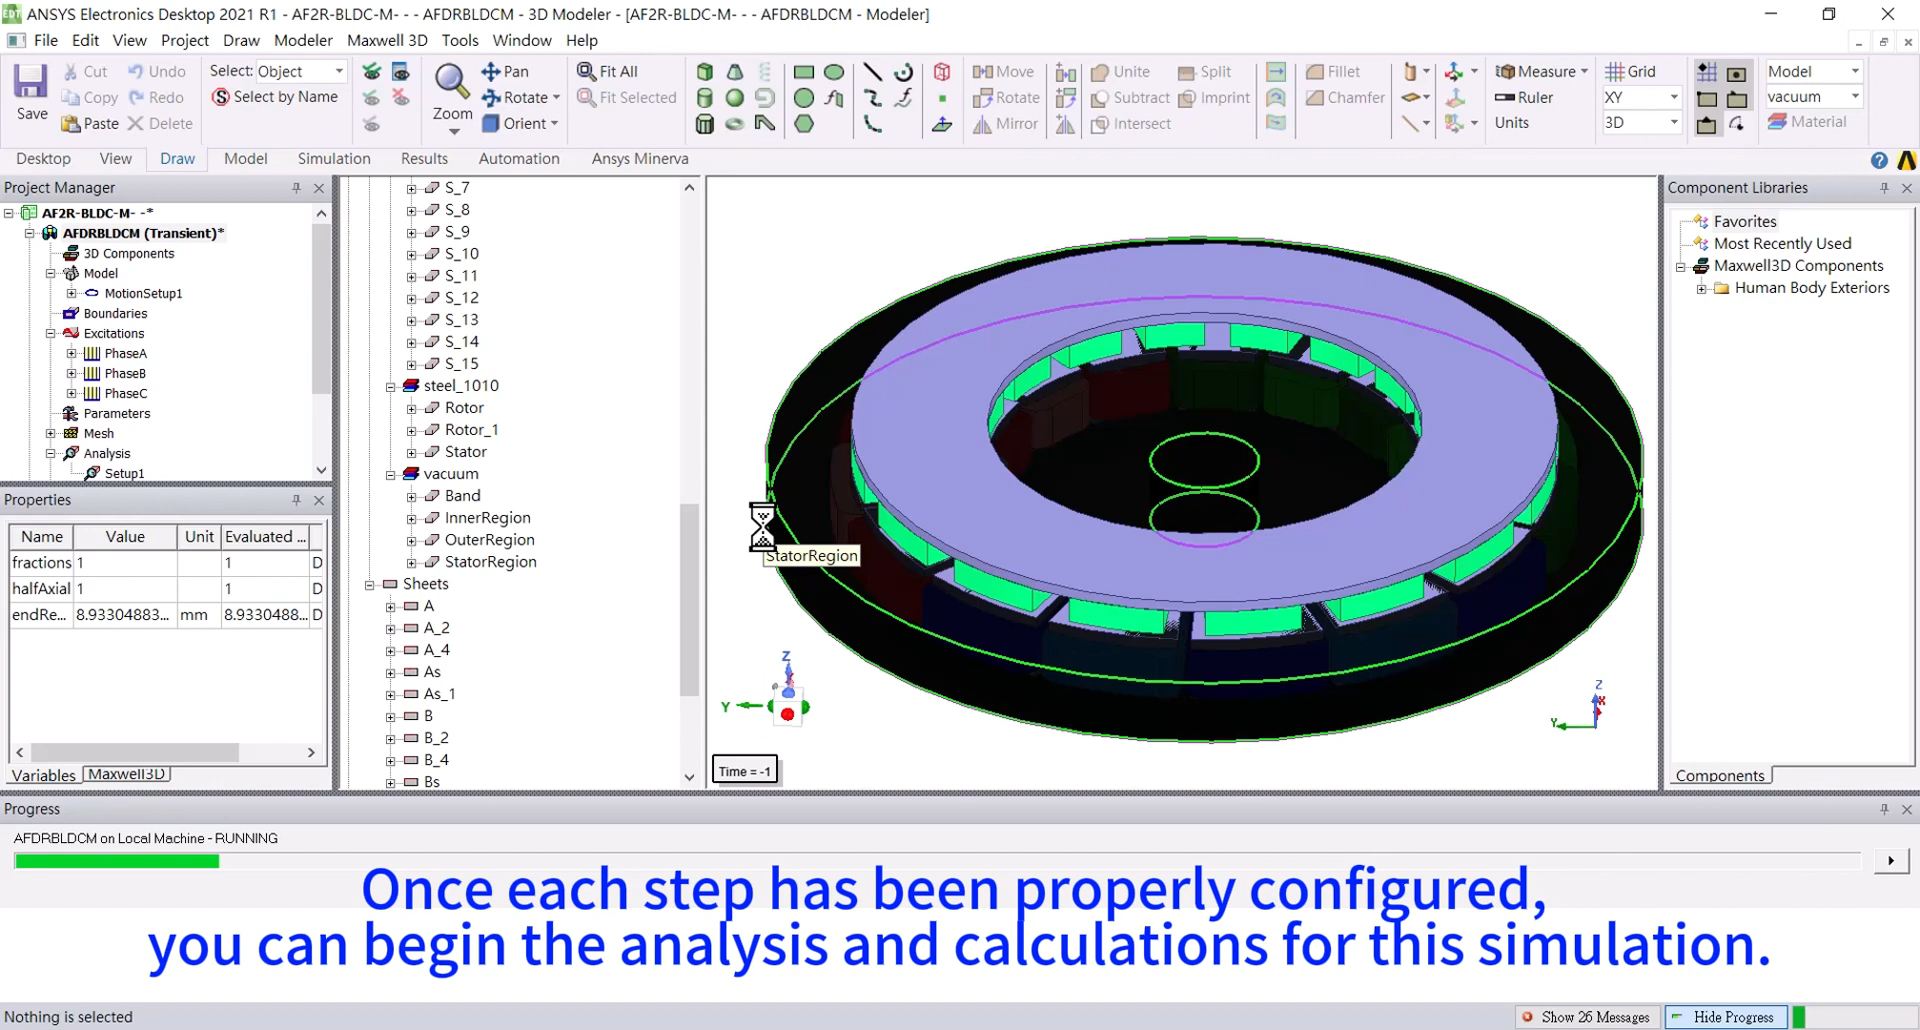 ANSYS Electronics Desktop 2021 R1 - AF2R-BLDC-M- - - AFDRBLDCM - 3D Modeler - [AF2R-BLDC-M- - - AFDRBLDCM - Modeler]
File Edit View Project Draw Modeler Maxwell 3D Tools Window Help
Save
Cut
Copy
Paste
Undo
Redo
Delete
Select: Object
Select by Name
Zoom
Pan
Rotate
Orient
Fit All
Fit Selected
Move
Rotate
Mirror
Unite
Subtract
Intersect
Split
Imprint
Fillet
Chamfer
Measure
Ruler
Units
Grid
XY
3D
Model
vacuum
Material
Desktop View Draw Model Simulation Results Automation Ansys Minerva
Project Manager
AF2R-BLDC-M- -*
AFDRBLDCM (Transient)*
3D Components
Model
MotionSetup1
Boundaries
Excitations
PhaseA
PhaseB
PhaseC
Parameters
Mesh
Analysis
Setup1
Properties
Name Value Unit Evaluated ...
fractions 1 1 D
halfAxial 1 1 D
endRe... 8.93304883... mm 8.9330488... D
Variables Maxwell3D
S_7
S_8
S_9
S_10
S_11
S_12
S_13
S_14
S_15
steel_1010
Rotor
Rotor_1
Stator
vacuum
Band
InnerRegion
OuterRegion
StatorRegion
Sheets
A
A_2
A_4
As
As_1
B
B_2
B_4
Bs
StatorRegion
Z
Y
Time = -1
Z
X
Y
Component Libraries
Favorites
Most Recently Used
Maxwell3D Components
Human Body Exteriors
Components
Progress
AFDRBLDCM on Local Machine - RUNNING
Once each step has been properly configured,
you can begin the analysis and calculations for this simulation.
Nothing is selected
Show 26 Messages
Hide Progress